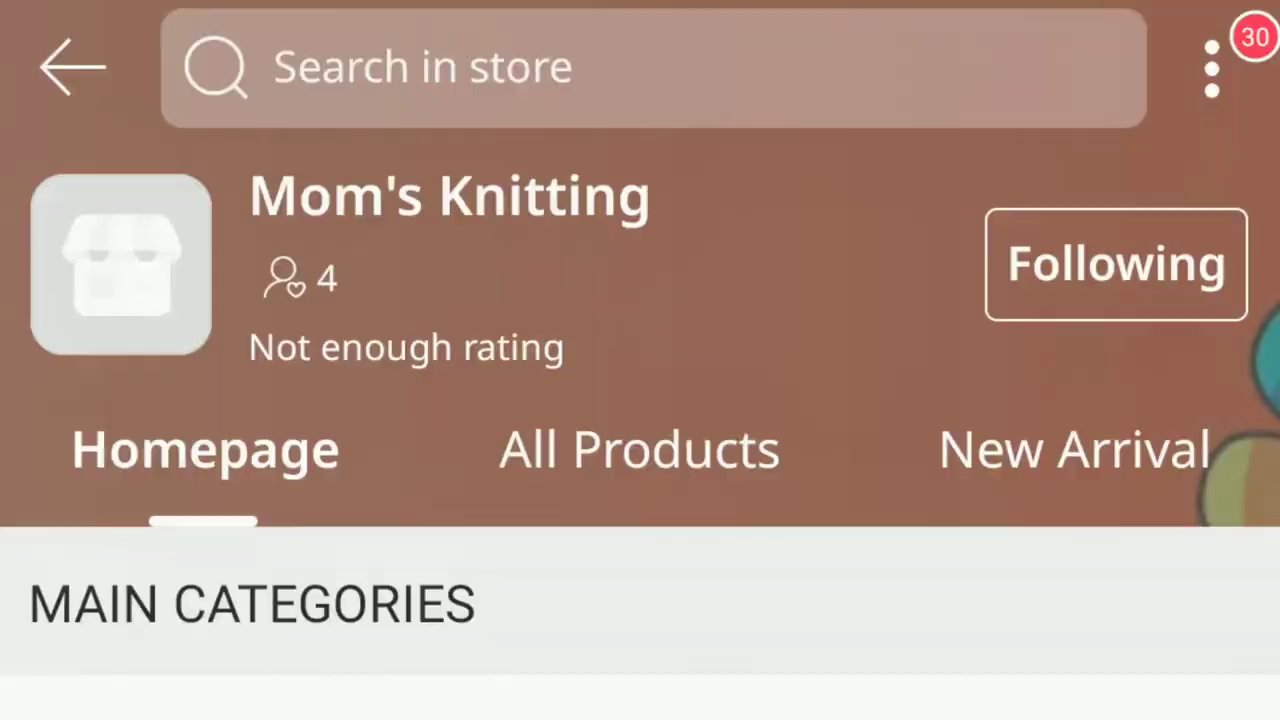 Search in store
30
Mom's Knitting
4
Following
Not enough rating
Homepage
All Products
New Arrival
MAIN CATEGORIES